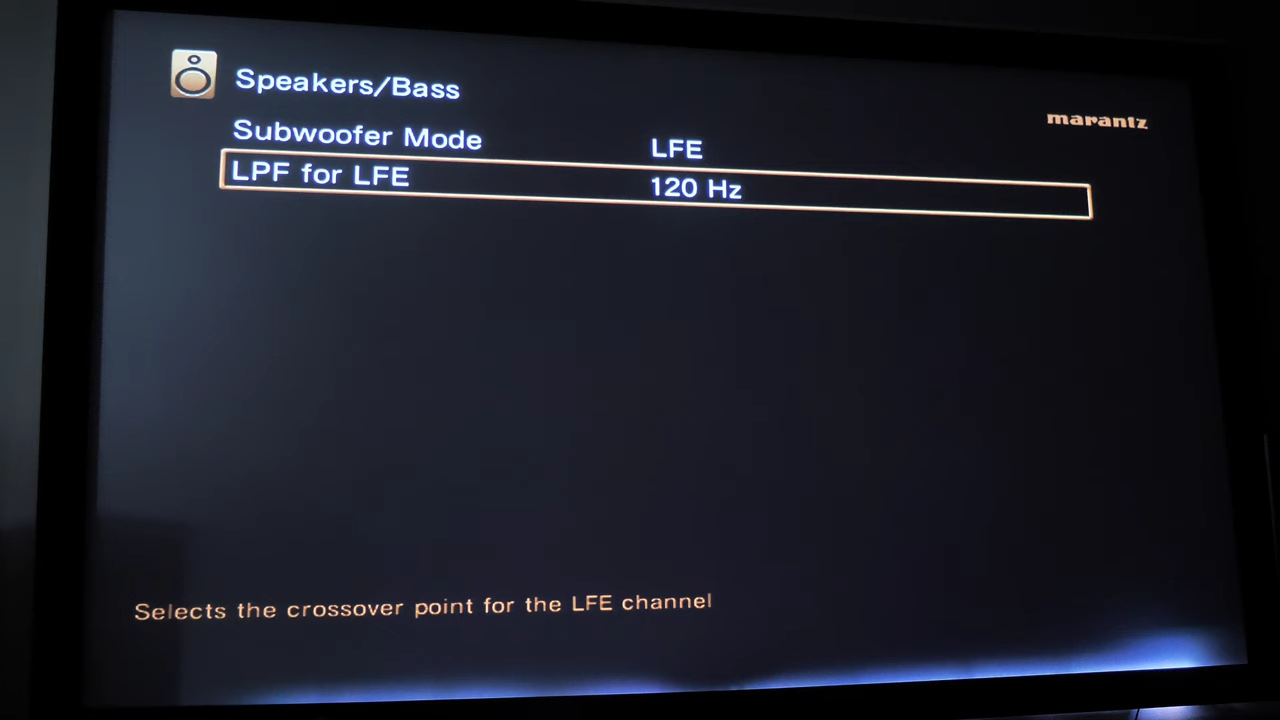 Speakers/Bass
marantz
Subwoofer Mode LFE
LPF for LFE 120 Hz
Selects the crossover point for the LFE channel